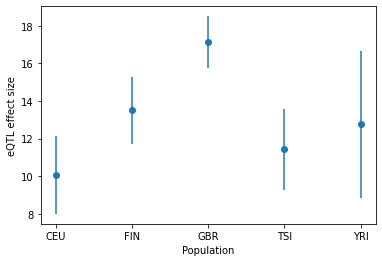 18
16
14
12
10
8
eQTL effect size
CEU FIN GBR TSI YRI
Population